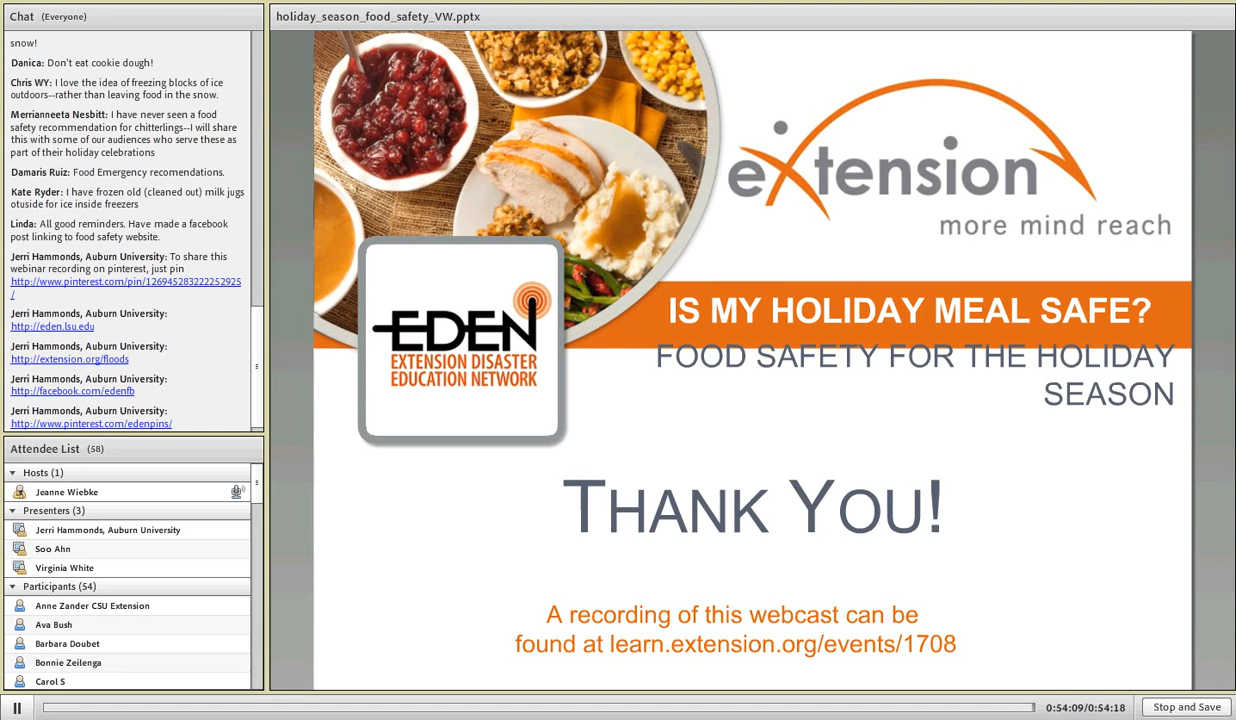 Chat (Everyone)
snow!
Danica: Don't eat cookie dough!
Chris WY: I love the idea of freezing blocks of ice
outdoors--rather than leaving food in the snow.
Merrianneeta Nesbitt: I have never seen a food
safety recommendation for chitterlings--I will share
this with some of our audiences who serve these as
part of their holiday celebrations
Damaris Ruiz: Food Emergency recomendations.
Kate Ryder: I have frozen old (cleaned out) milk jugs
otuside for ice inside freezers
Linda: All good reminders. Have made a facebook
post linking to food safety website.
Jerri Hammonds, Auburn University: To share this
webinar recording on pinterest, just pin
http://www.pinterest.com/pin/126945283222252925
/
Jerri Hammonds, Auburn University:
http://eden.lsu.edu
Jerri Hammonds, Auburn University:
http://extension.org/floods
Jerri Hammonds, Auburn University:
http://facebook.com/edenfb
Jerri Hammonds, Auburn University:
http://www.pinterest.com/edenpins/
Attendee List (58)
Hosts (1)
Jeanne Wiebke
Presenters (3)
Jerri Hammonds, Auburn University
Soo Ahn
Virginia White
Participants (54)
Anne Zander CSU Extension
Ava Bush
Barbara Doubet
Bonnie Zeilenga
Carol S
holiday_season_food_safety_VW.pptx
eXtension
more mind reach
EDEN
EXTENSION DISASTER
EDUCATION NETWORK
IS MY HOLIDAY MEAL SAFE?
FOOD SAFETY FOR THE HOLIDAY
SEASON
THANK YOU!
A recording of this webcast can be
found at learn.extension.org/events/1708
0:54:09/0:54:18
Stop and Save